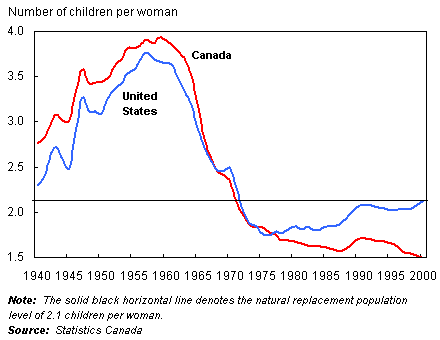 Number of children per woman
4.0
Canada
3.5
United
States
3.0
2.5
2.0
1.5
1940 1945 1950 1955 1960 1965 1970 1975 1980 1985 1990 1995 2000
Note: The solid black horizontal line denotes the natural replacement population
level of 2.1 children per woman.
Source: Statistics Canada